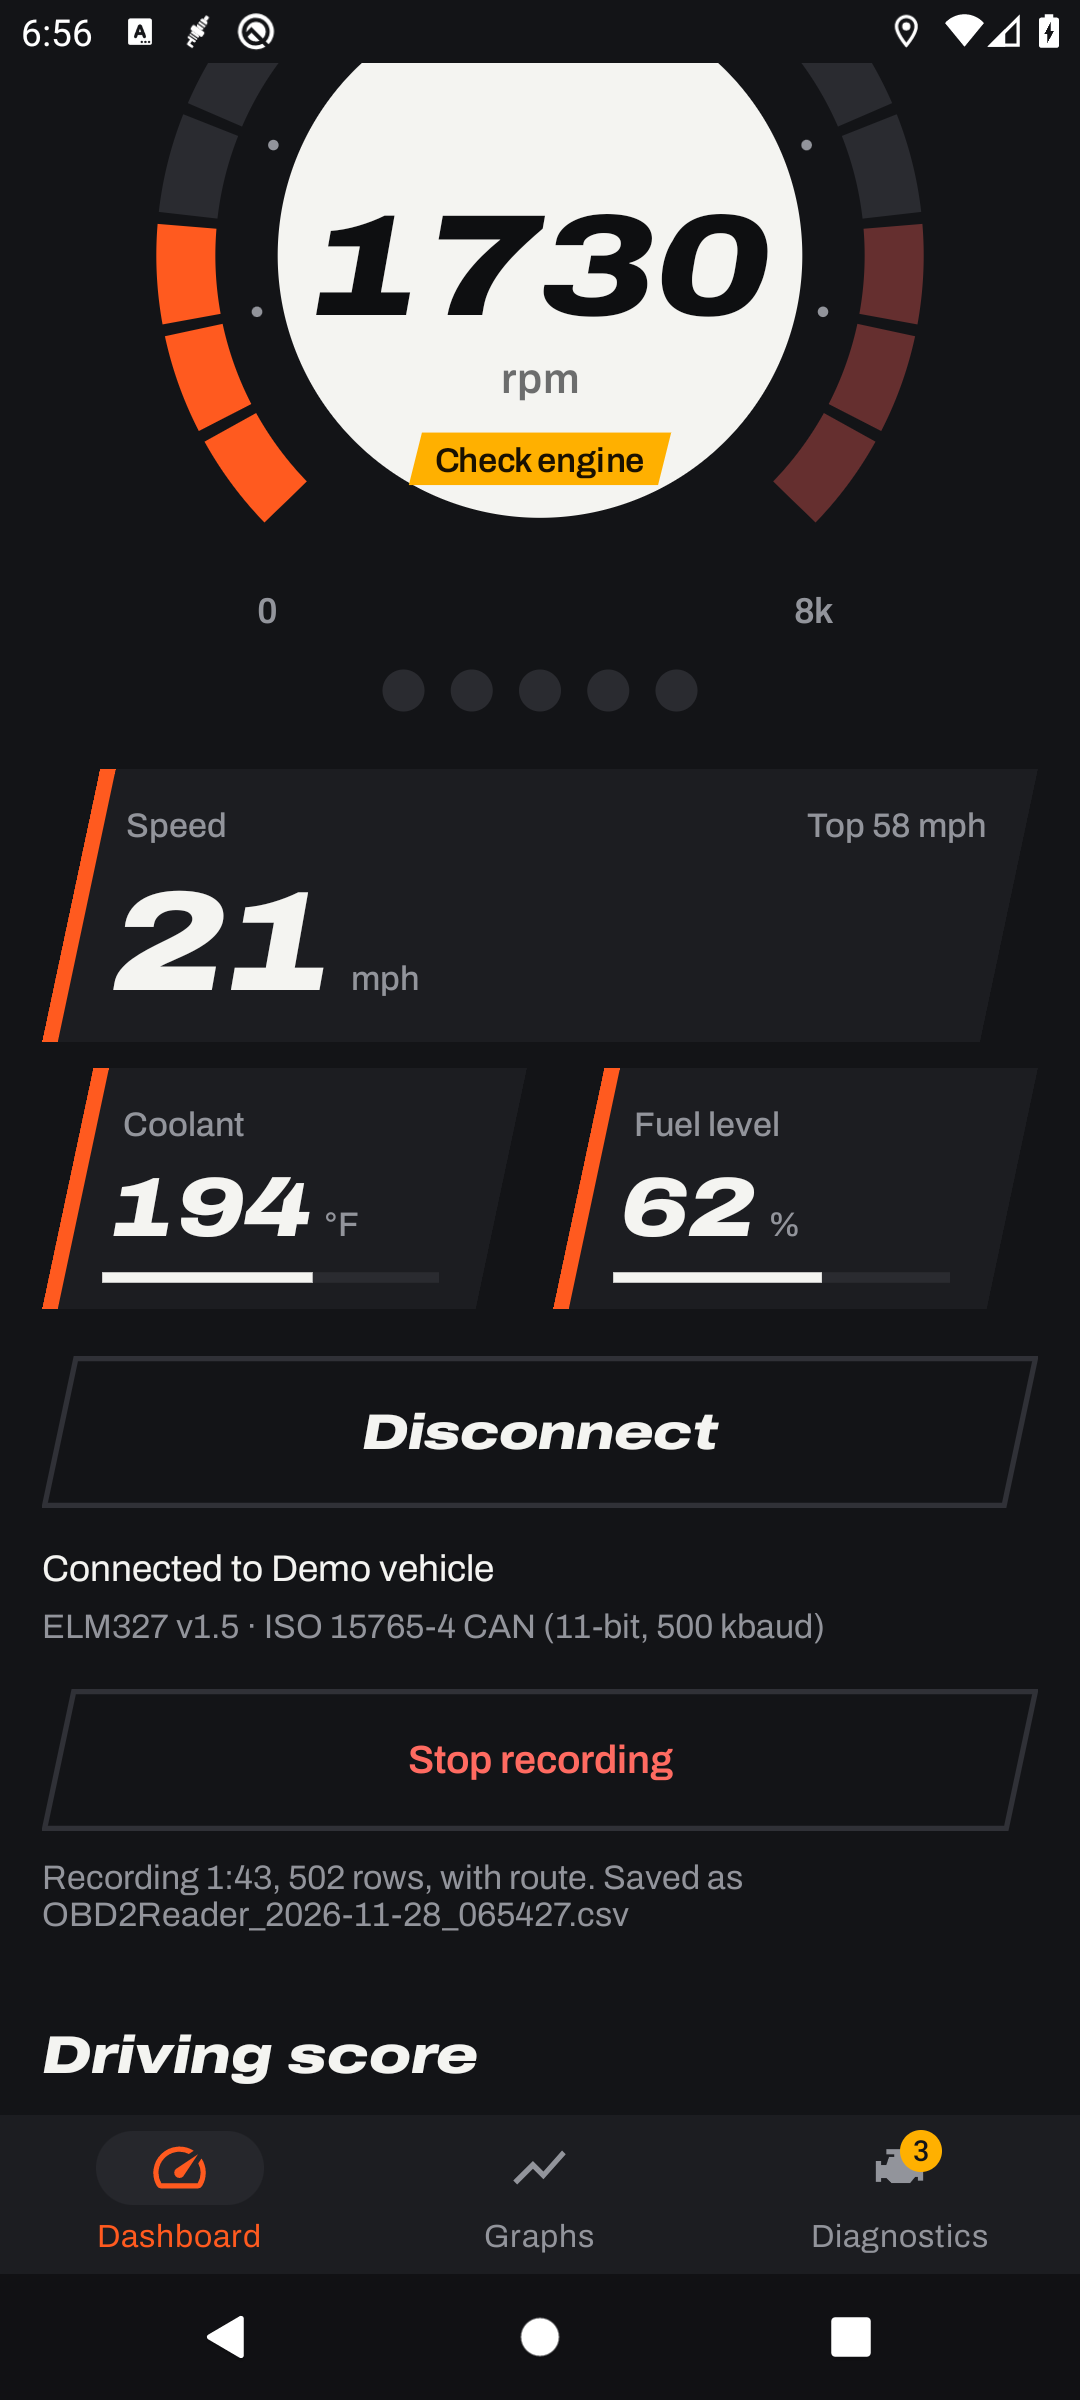 6:56
1730
rpm
Check engine
0
8k
Speed
Top 58 mph
21 mph
Coolant
Fuel level
194 °F
62 %
Disconnect
Connected to Demo vehicle
ELM327 v1.5 · ISO 15765-4 CAN (11-bit, 500 kbaud)
Stop recording
Recording 1:43, 502 rows, with route. Saved as
OBD2Reader_2026-11-28_065427.csv
Driving score
3
Dashboard
Graphs
Diagnostics